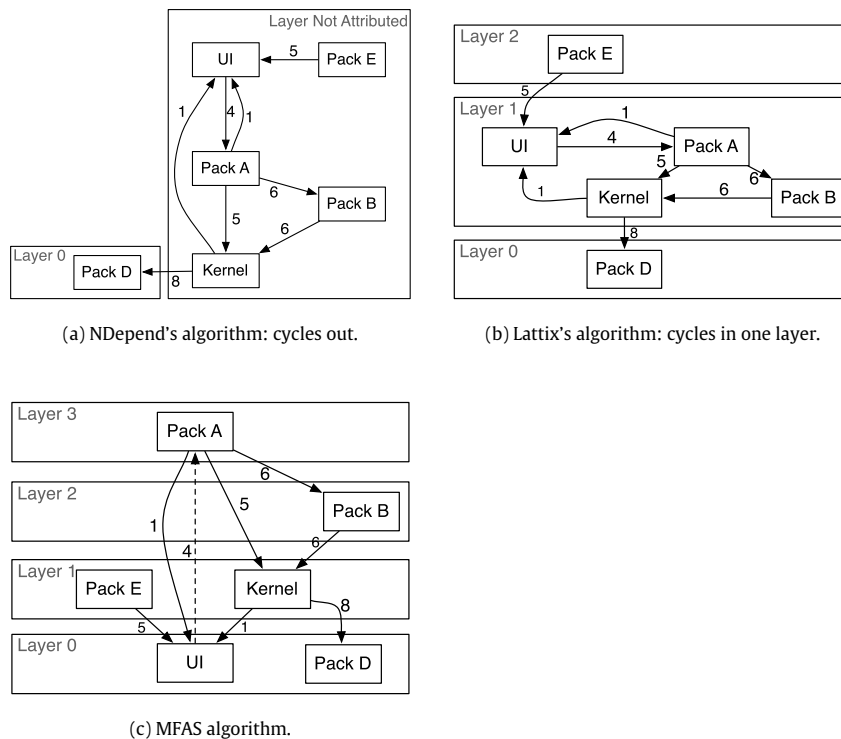 Layer Not Attributed
UI
5
Pack E
1
4
1
Pack A
6
Pack B
5
6
Layer 0
Pack D
8
Kernel
(a) NDepend's algorithm: cycles out.
Layer 2
Pack E
5
Layer 1
1
UI
4
Pack A
5
6
1
Kernel
6
Pack B
8
Layer 0
Pack D
(b) Lattix's algorithm: cycles in one layer.
Layer 3
Pack A
6
Layer 2
5
Pack B
1
4
6
Layer 1
Pack E
Kernel
8
5
1
Layer 0
UI
Pack D
(c) MFAS algorithm.